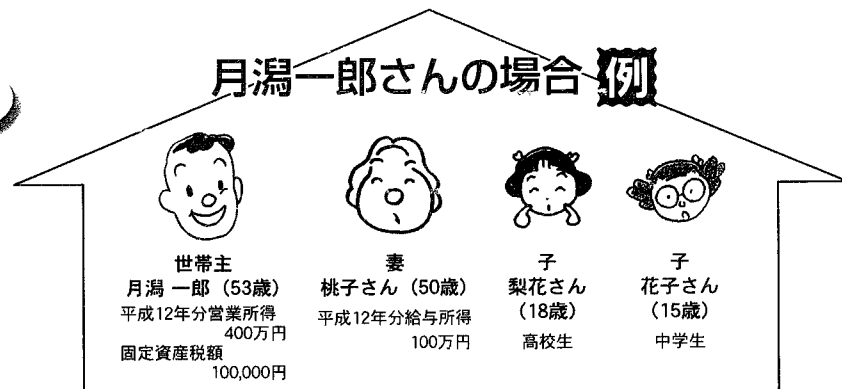 月潟一郎さんの場合 例
世帯主
月潟 一郎（53歳）
平成12年分営業所得
400万円
固定資産税額
100,000円
妻
桃子さん（50歳）
平成12年分給与所得
100万円
子
梨花さん
（18歳）
高校生
子
花子さん
（15歳）
中学生